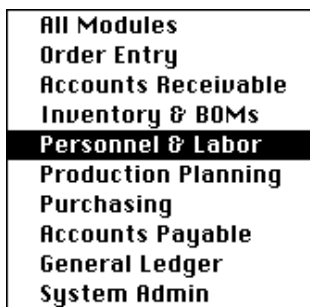 All Modules
Order Entry
Accounts Receivable
Inventory & BOMs
Personnel & Labor
Production Planning
Purchasing
Accounts Payable
General Ledger
System Admin